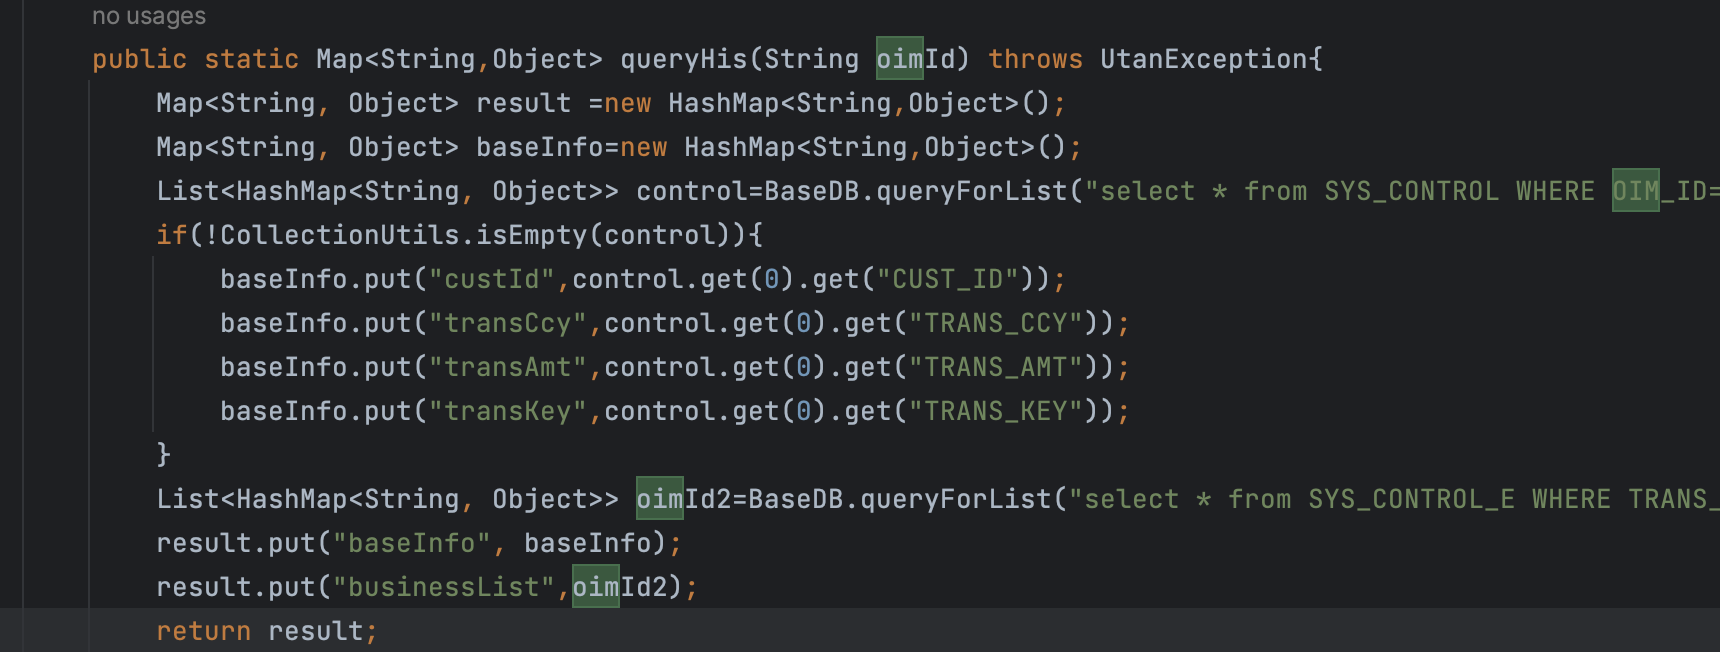 no usages
public static Map<String,Object> queryHis(String oimId) throws UtanException{
Map<String, Object> result =new HashMap<String,Object>();
Map<String, Object> baseInfo=new HashMap<String,Object>();
List<HashMap<String, Object>> control=BaseDB.queryForList("select * from SYS_CONTROL WHERE OIM_ID=
if(!CollectionUtils.isEmpty(control)){
baseInfo.put("custId",control.get(0).get("CUST_ID"));
baseInfo.put("transCcy",control.get(0).get("TRANS_CCY"));
baseInfo.put("transAmt",control.get(0).get("TRANS_AMT"));
baseInfo.put("transKey",control.get(0).get("TRANS_KEY"));
}
List<HashMap<String, Object>> oimId2=BaseDB.queryForList("select * from SYS_CONTROL_E WHERE TRANS_
result.put("baseInfo", baseInfo);
result.put("businessList",oimId2);
return result;